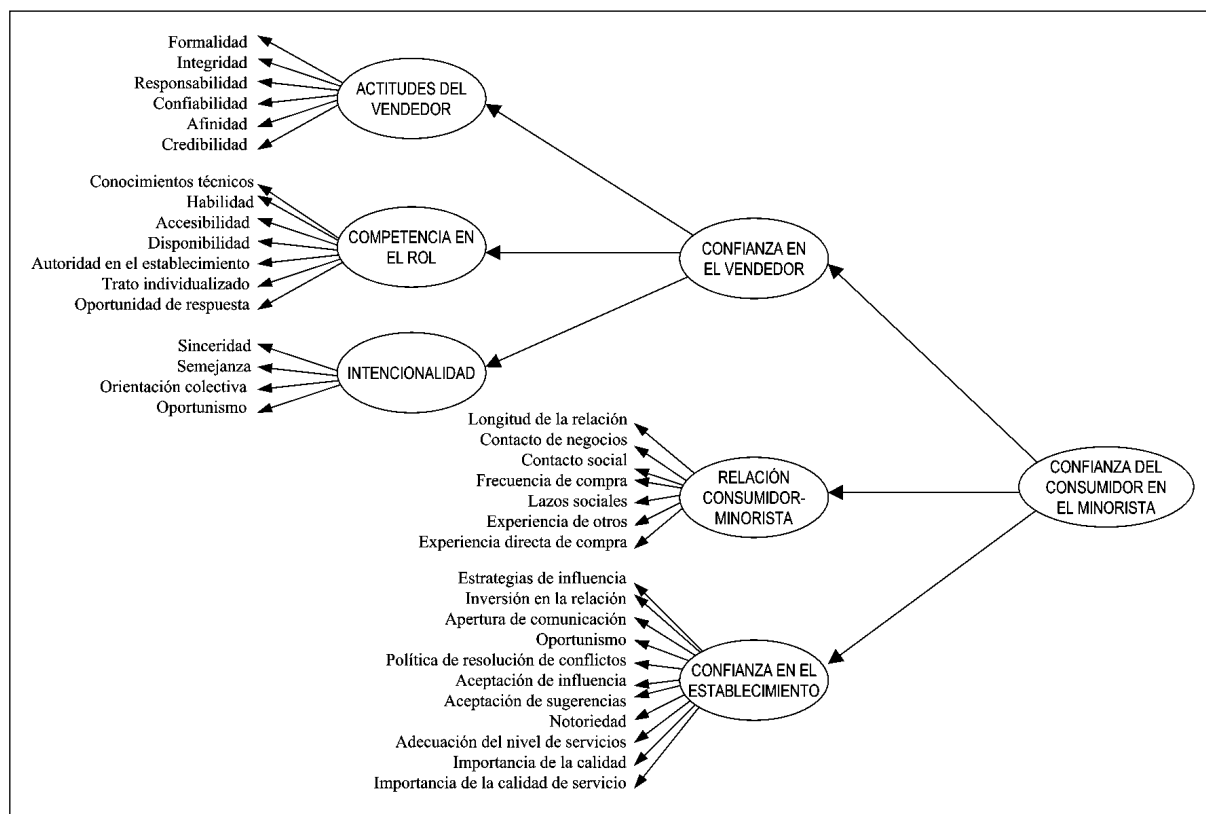 Formalidad
Integridad
Responsabilidad
Confiabilidad
Afinidad
Credibilidad
ACTITUDES DEL
VENDEDOR
Conocimientos técnicos
Habilidad
Accesibilidad
Disponibilidad
Autoridad en el establecimiento
Trato individualizado
Oportunidad de respuesta
COMPETENCIA EN
EL ROL
Sinceridad
Semejanza
Orientación colectiva
Oportunismo
INTENCIONALIDAD
CONFIANZA EN
EL VENDEDOR
Longitud de la relación
Contacto de negocios
Contacto social
Frecuencia de compra
Lazos sociales
Experiencia de otros
Experiencia directa de compra
RELACIÓN
CONSUMIDOR-
MINORISTA
CONFIANZA DEL
CONSUMIDOR EN
EL MINORISTA
Estrategias de influencia
Inversión en la relación
Apertura de comunicación
Oportunismo
Política de resolución de conflictos
Aceptación de influencia
Aceptación de sugerencias
Notoriedad
Adecuación del nivel de servicios
Importancia de la calidad
Importancia de la calidad de servicio
CONFIANZA EN EL
ESTABLECIMIENTO